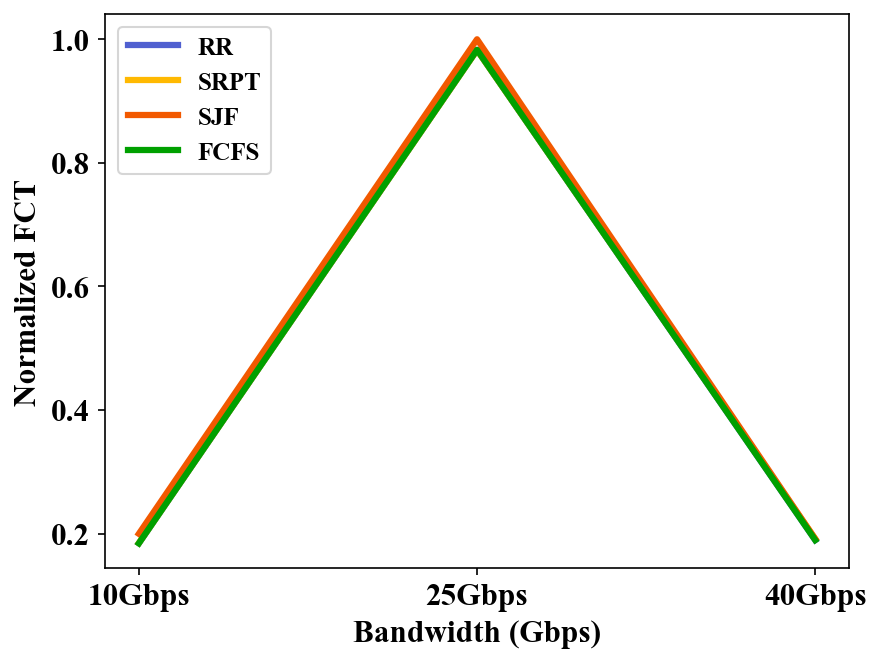 RR
SRPT
SJF
FCFS
1.0
0.8
0.6
0.4
0.2
Normalized FCT
10Gbps 25Gbps 40Gbps
Bandwidth (Gbps)